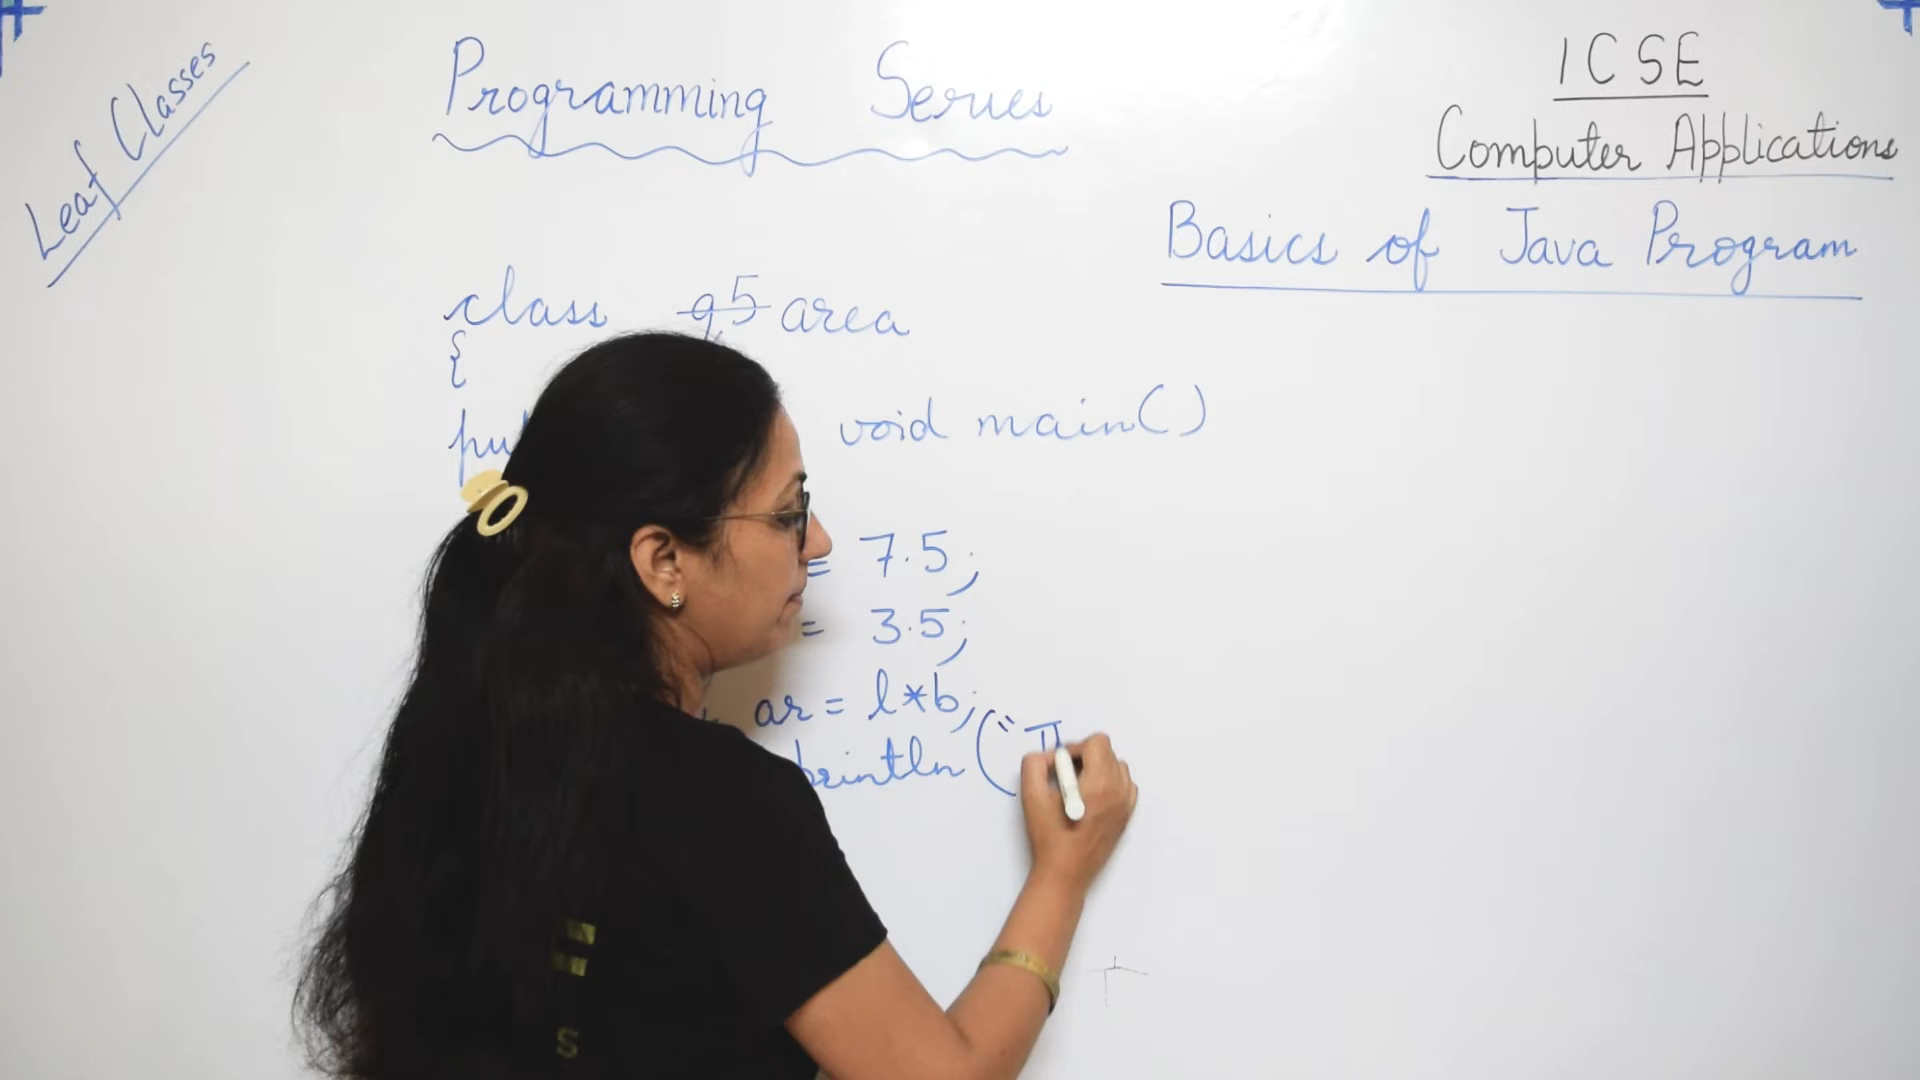 Leaf Classes
Programming Series
ICSE
Computer Applications
Basics of Java Program
class q5 area
{
void main()
= 7.5;
= 3.5;
ar = l*b;
println("